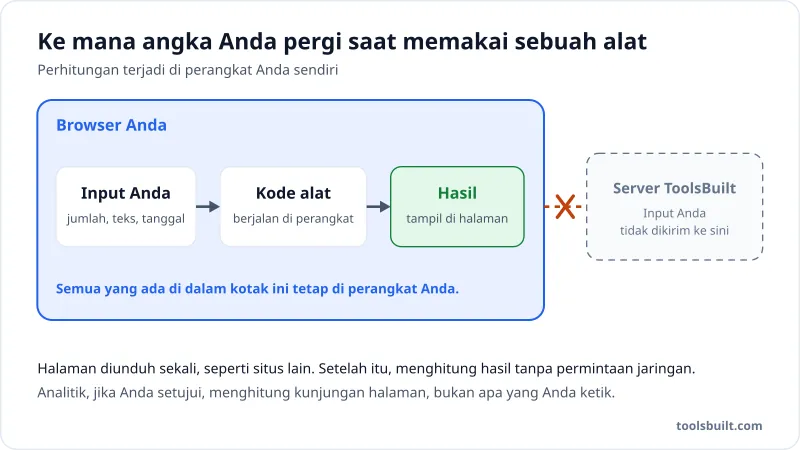 Ke mana angka Anda pergi saat memakai sebuah alat
Perhitungan terjadi di perangkat Anda sendiri
Browser Anda
Input Anda
jumlah, teks, tanggal
Kode alat
berjalan di perangkat
Hasil
tampil di halaman
Server ToolsBuilt
Input Anda
tidak dikirim ke sini
Semua yang ada di dalam kotak ini tetap di perangkat Anda.
Halaman diunduh sekali, seperti situs lain. Setelah itu, menghitung hasil tanpa permintaan jaringan.
Analitik, jika Anda setujui, menghitung kunjungan halaman, bukan apa yang Anda ketik.
toolsbuilt.com